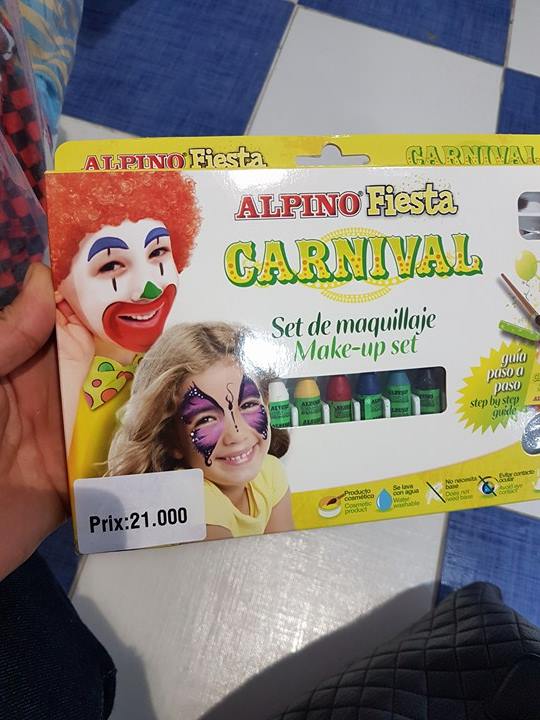 ALPINO Fiesta
CARNIVAL
ALPINO® Fiesta
CARNIVAL
Set de maquillaje
Make-up set
guía
paso a
paso
step by step
guide
Producto
cosmético
Cosmetic
product
Se lava
con agua
Water
washable
No necesita
base
Does not
need base
Evitar contacto
ocular
Avoid eye
contact
Prix:21.000